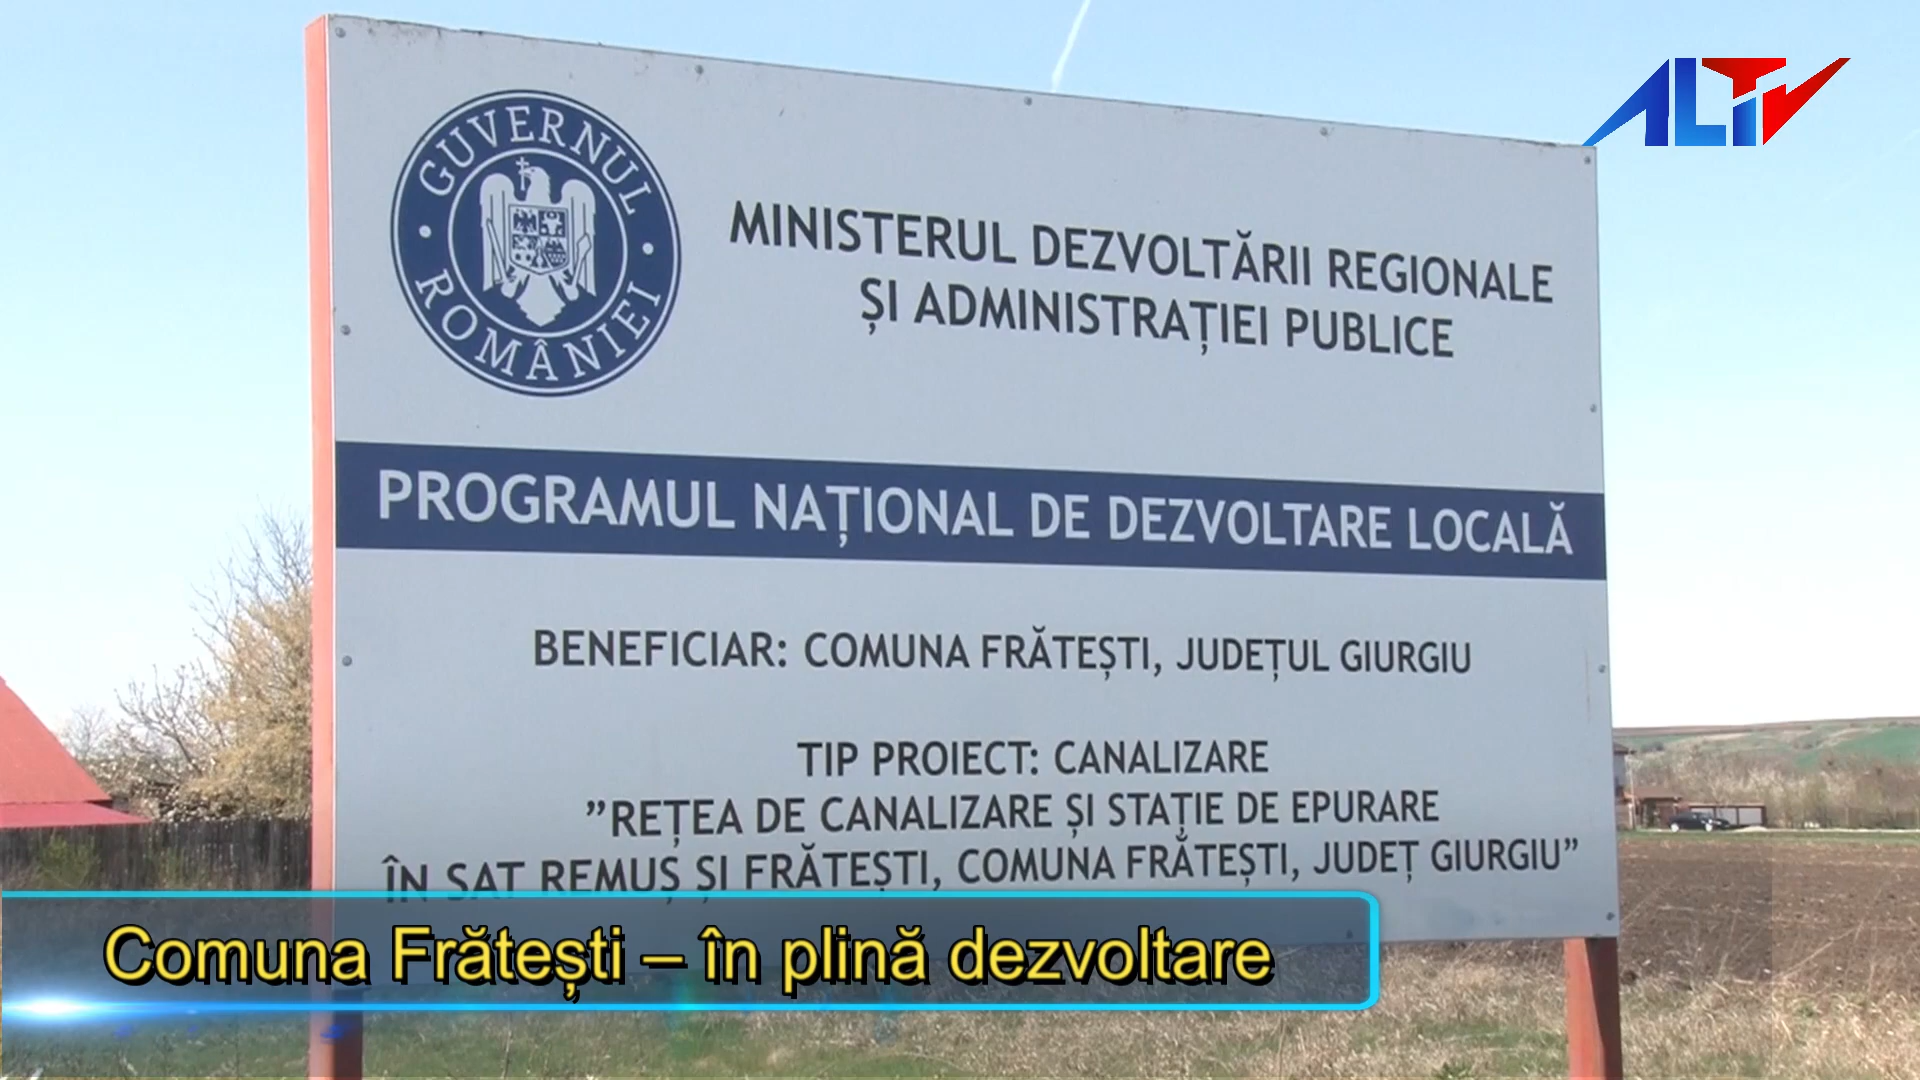 ALTV
GUVERNUL
ROMÂNIEI
MINISTERUL DEZVOLTĂRII REGIONALE
ȘI ADMINISTRAȚIEI PUBLICE
PROGRAMUL NAȚIONAL DE DEZVOLTARE LOCALĂ
BENEFICIAR: COMUNA FRĂTEȘTI, JUDEȚUL GIURGIU
TIP PROIECT: CANALIZARE
”REȚEA DE CANALIZARE ȘI STAȚIE DE EPURARE
ÎN SAT REMUȘ ȘI FRĂTEȘTI, COMUNA FRĂTEȘTI, JUDEȚ GIURGIU”
Comuna Frătești – în plină dezvoltare